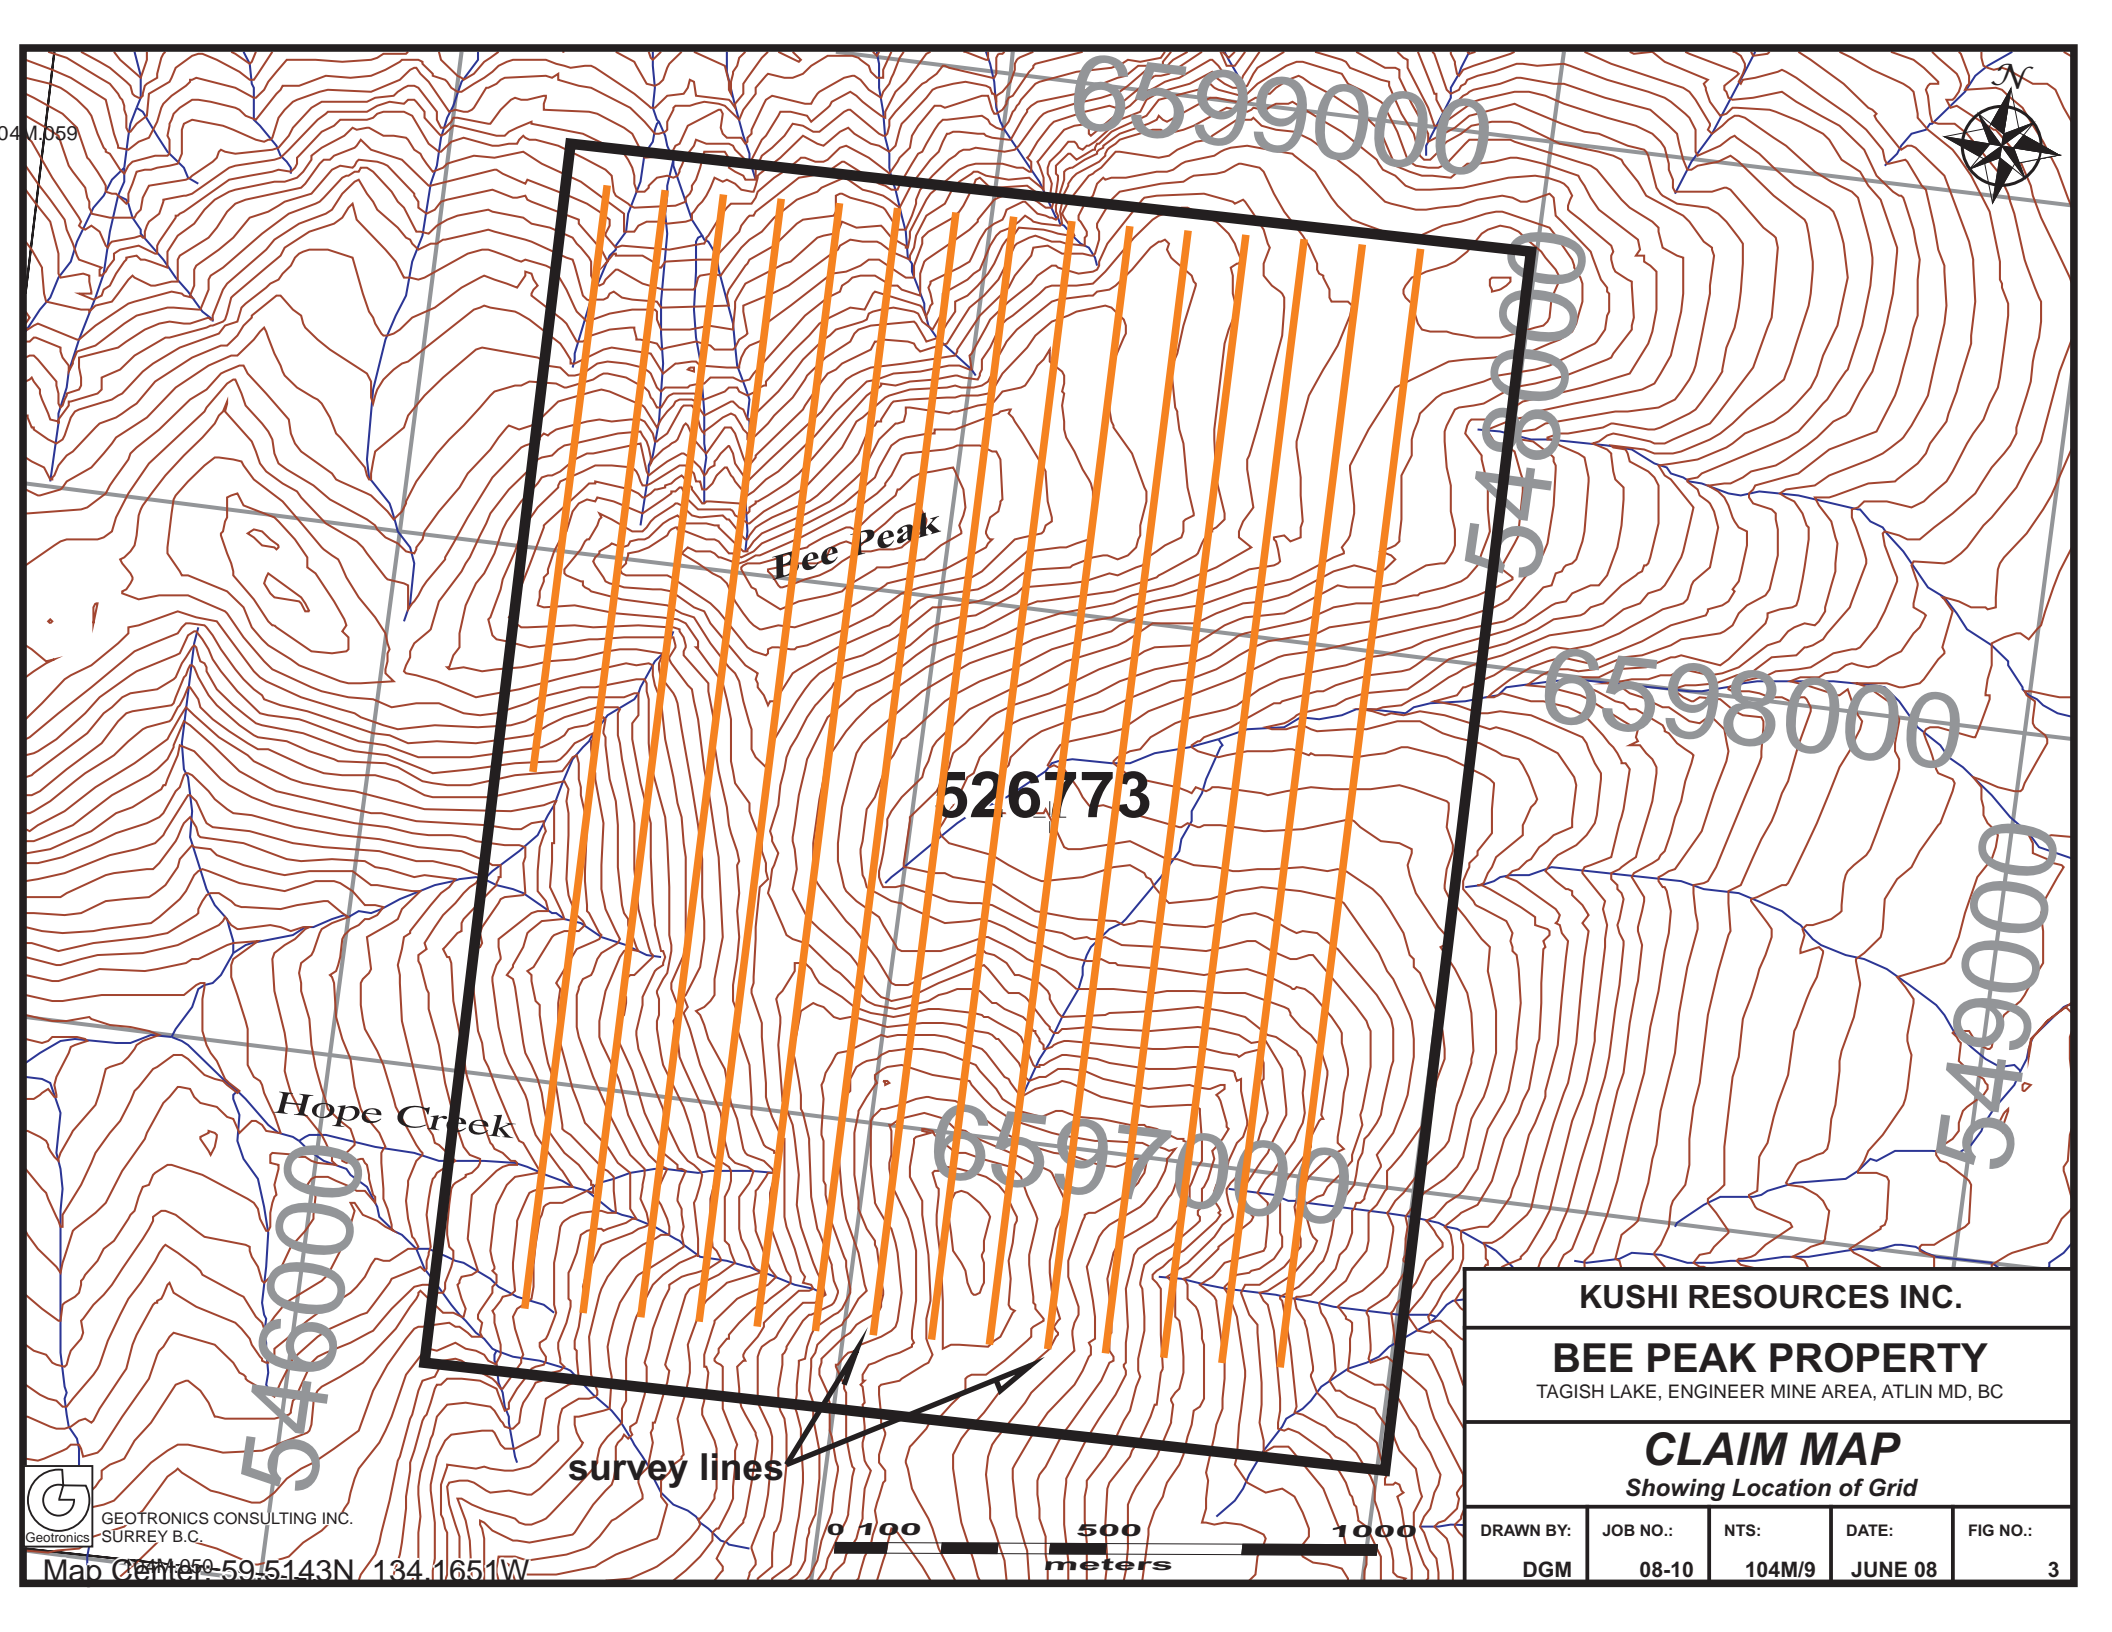 6599000
N
04M.059
548000
Bee Peak
6598000
526773
549000
Hope Creek
6597000
546000
survey lines
KUSHI RESOURCES INC.
BEE PEAK PROPERTY
TAGISH LAKE, ENGINEER MINE AREA, ATLIN MD, BC
CLAIM MAP
Showing Location of Grid
DRAWN BY: JOB NO.: NTS: DATE: FIG NO.:
DGM 08-10 104M/9 JUNE 08 3
0 100 500 1000
meters
GEOTRONICS CONSULTING INC.
Geotronics SURREY B.C.
Map Center: 59.5143N 134.1651W